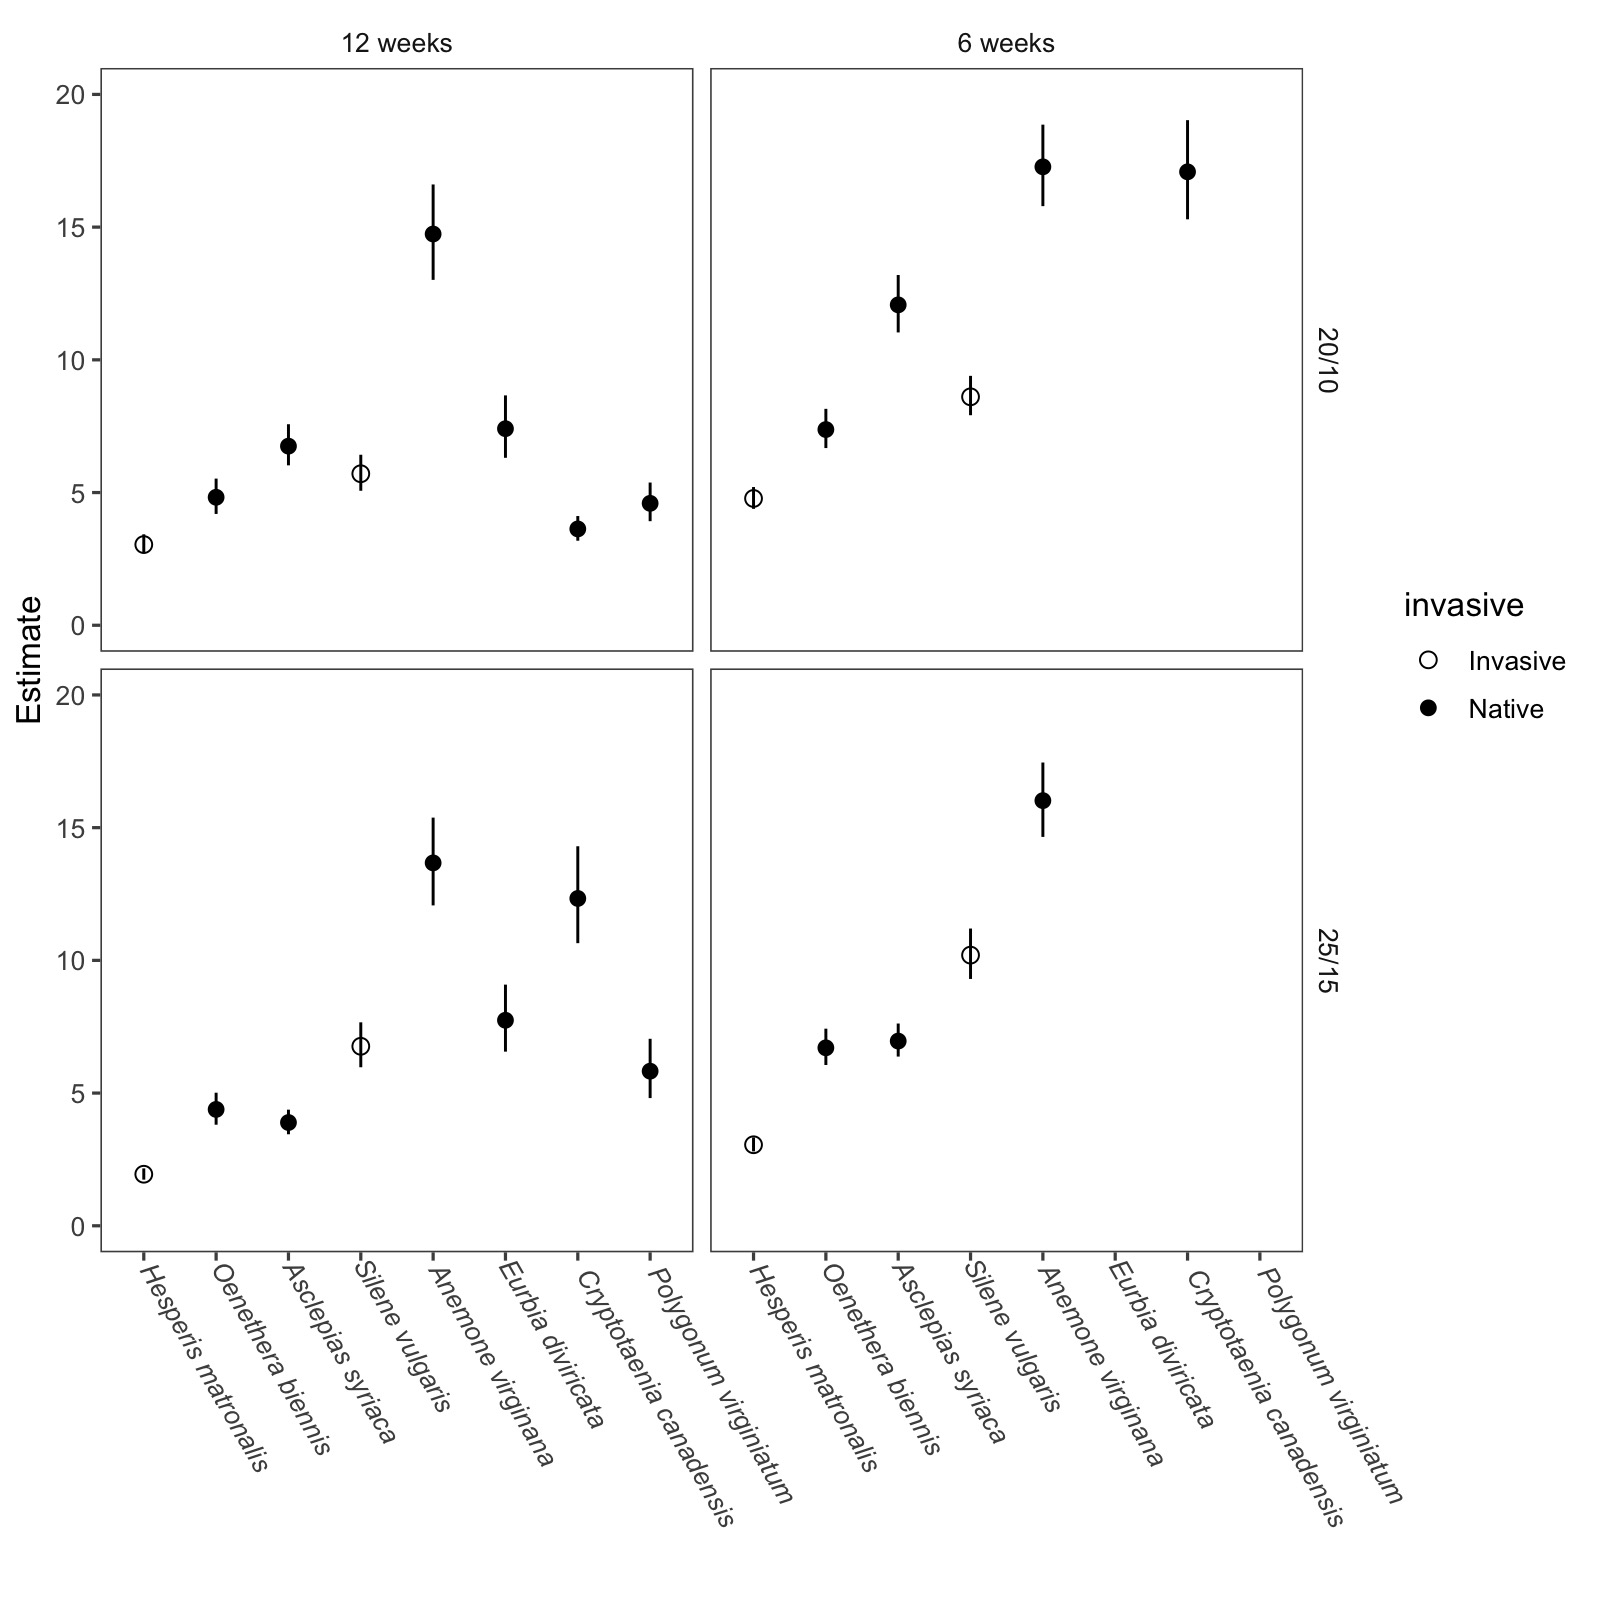 12 weeks
6 weeks
20
15
10
5
0
20/10
Estimate
20
15
10
5
0
25/15
invasive
Invasive
Native
Hesperis matronalis
Oenethera biennis
Asclepias syriaca
Silene vulgaris
Anemone virginana
Eurbia diviricata
Cryptotaenia canadensis
Polygonum virginiatum
Hesperis matronalis
Oenethera biennis
Asclepias syriaca
Silene vulgaris
Anemone virginana
Eurbia diviricata
Cryptotaenia canadensis
Polygonum virginiatum